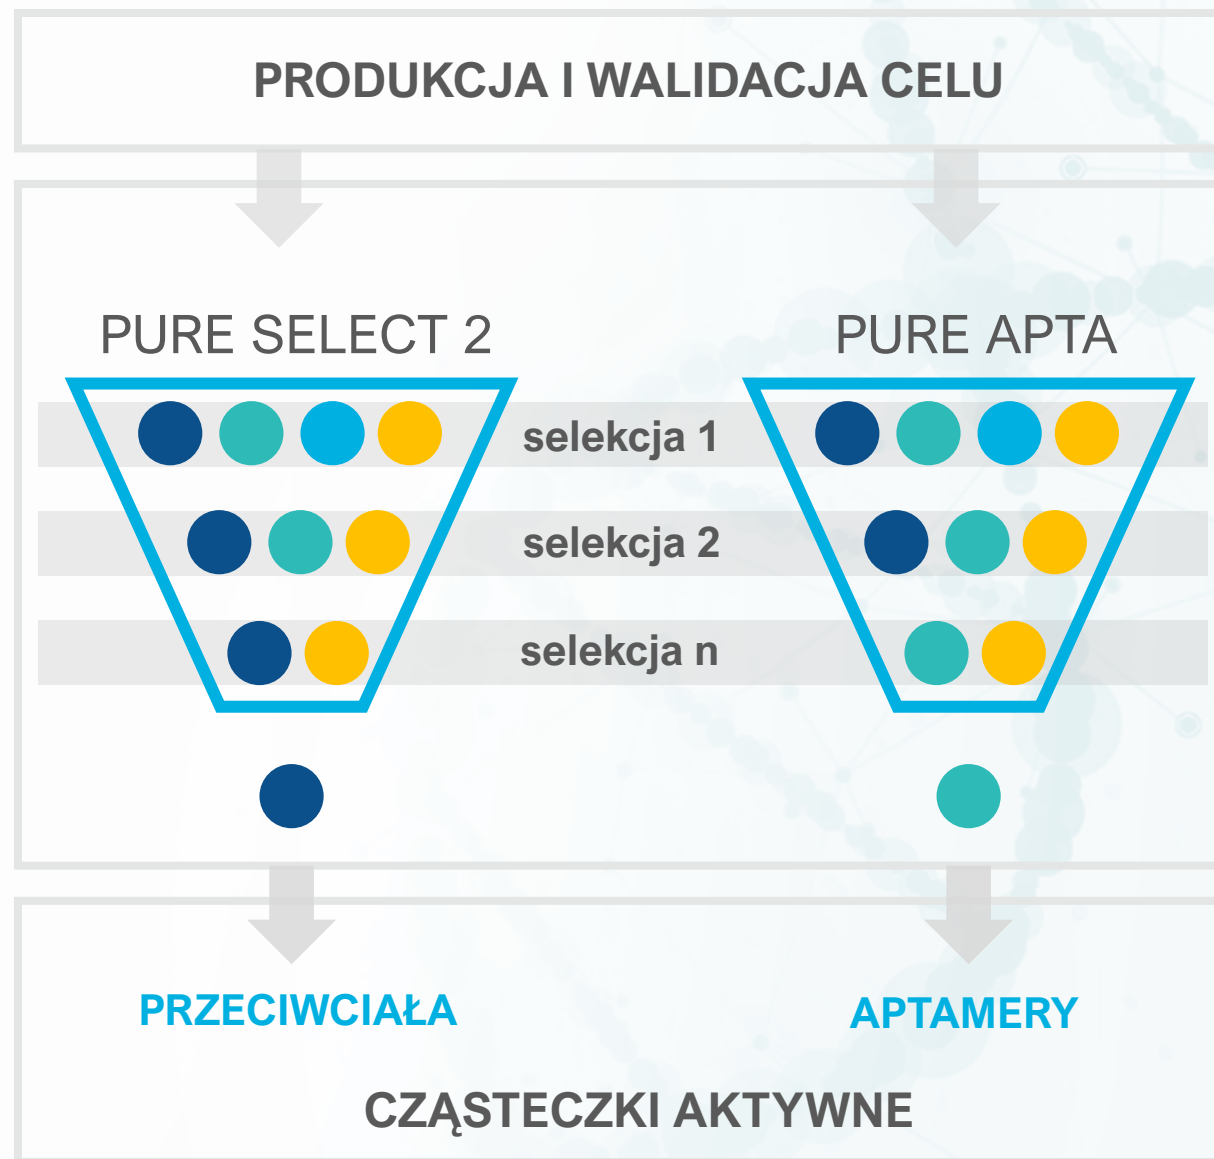 PRODUKCJA I WALIDACJA CELU
PURE SELECT 2
PURE APTA
selekcja 1
selekcja 2
selekcja n
PRZECIWCIAŁA
APTAMERY
CZĄSTECZKI AKTYWNE